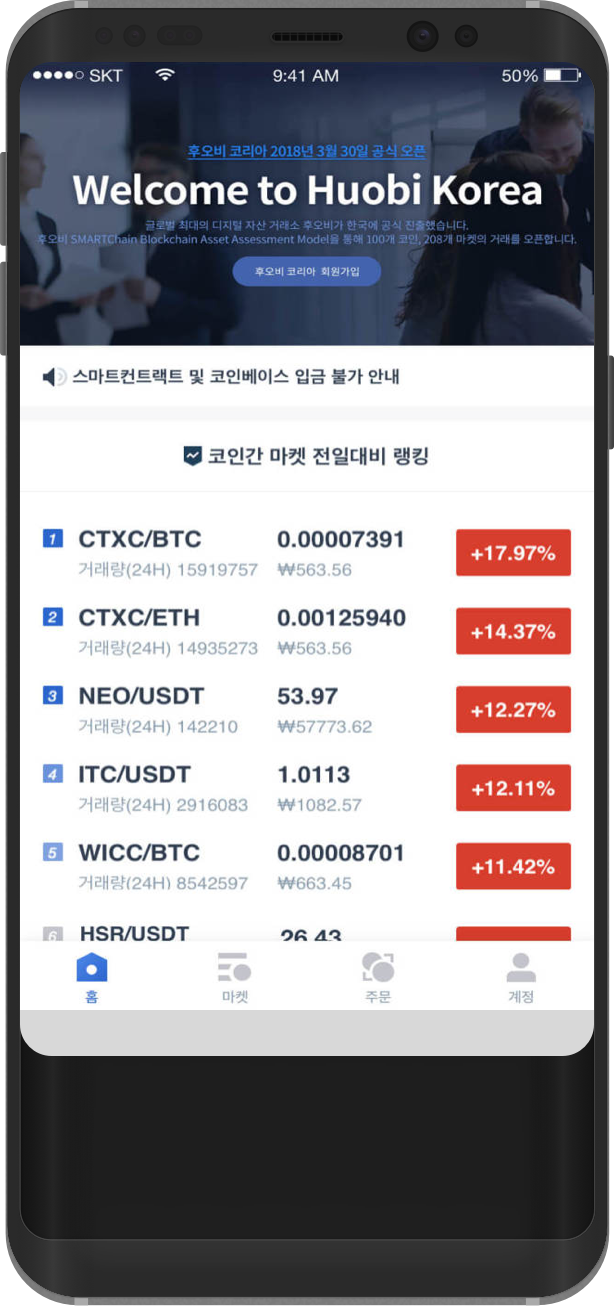 SKT
9:41 AM
50%
후오비 코리아 2018년 3월 30일 공식 오픈
Welcome to Huobi Korea
글로벌 최대의 디지털 자산 거래소 후오비가 한국에 공식 진출했습니다.
후오비 SMARTChain Blockchain Asset Assessment Model을 통해 100개 코인, 208개 마켓의 거래를 오픈합니다.
후오비 코리아 회원가입
스마트컨트랙트 및 코인베이스 입금 불가 안내
코인간 마켓 전일대비 랭킹
1 CTXC/BTC 0.00007391 +17.97%
거래량(24H) 15919757 ₩563.56
2 CTXC/ETH 0.00125940 +14.37%
거래량(24H) 14935273 ₩563.56
3 NEO/USDT 53.97 +12.27%
거래량(24H) 142210 ₩57773.62
4 ITC/USDT 1.0113 +12.11%
거래량(24H) 2916083 ₩1082.57
5 WICC/BTC 0.00008701 +11.42%
거래량(24H) 8542597 ₩663.45
6 HSR/USDT 26.43
홈 마켓 주문 계정